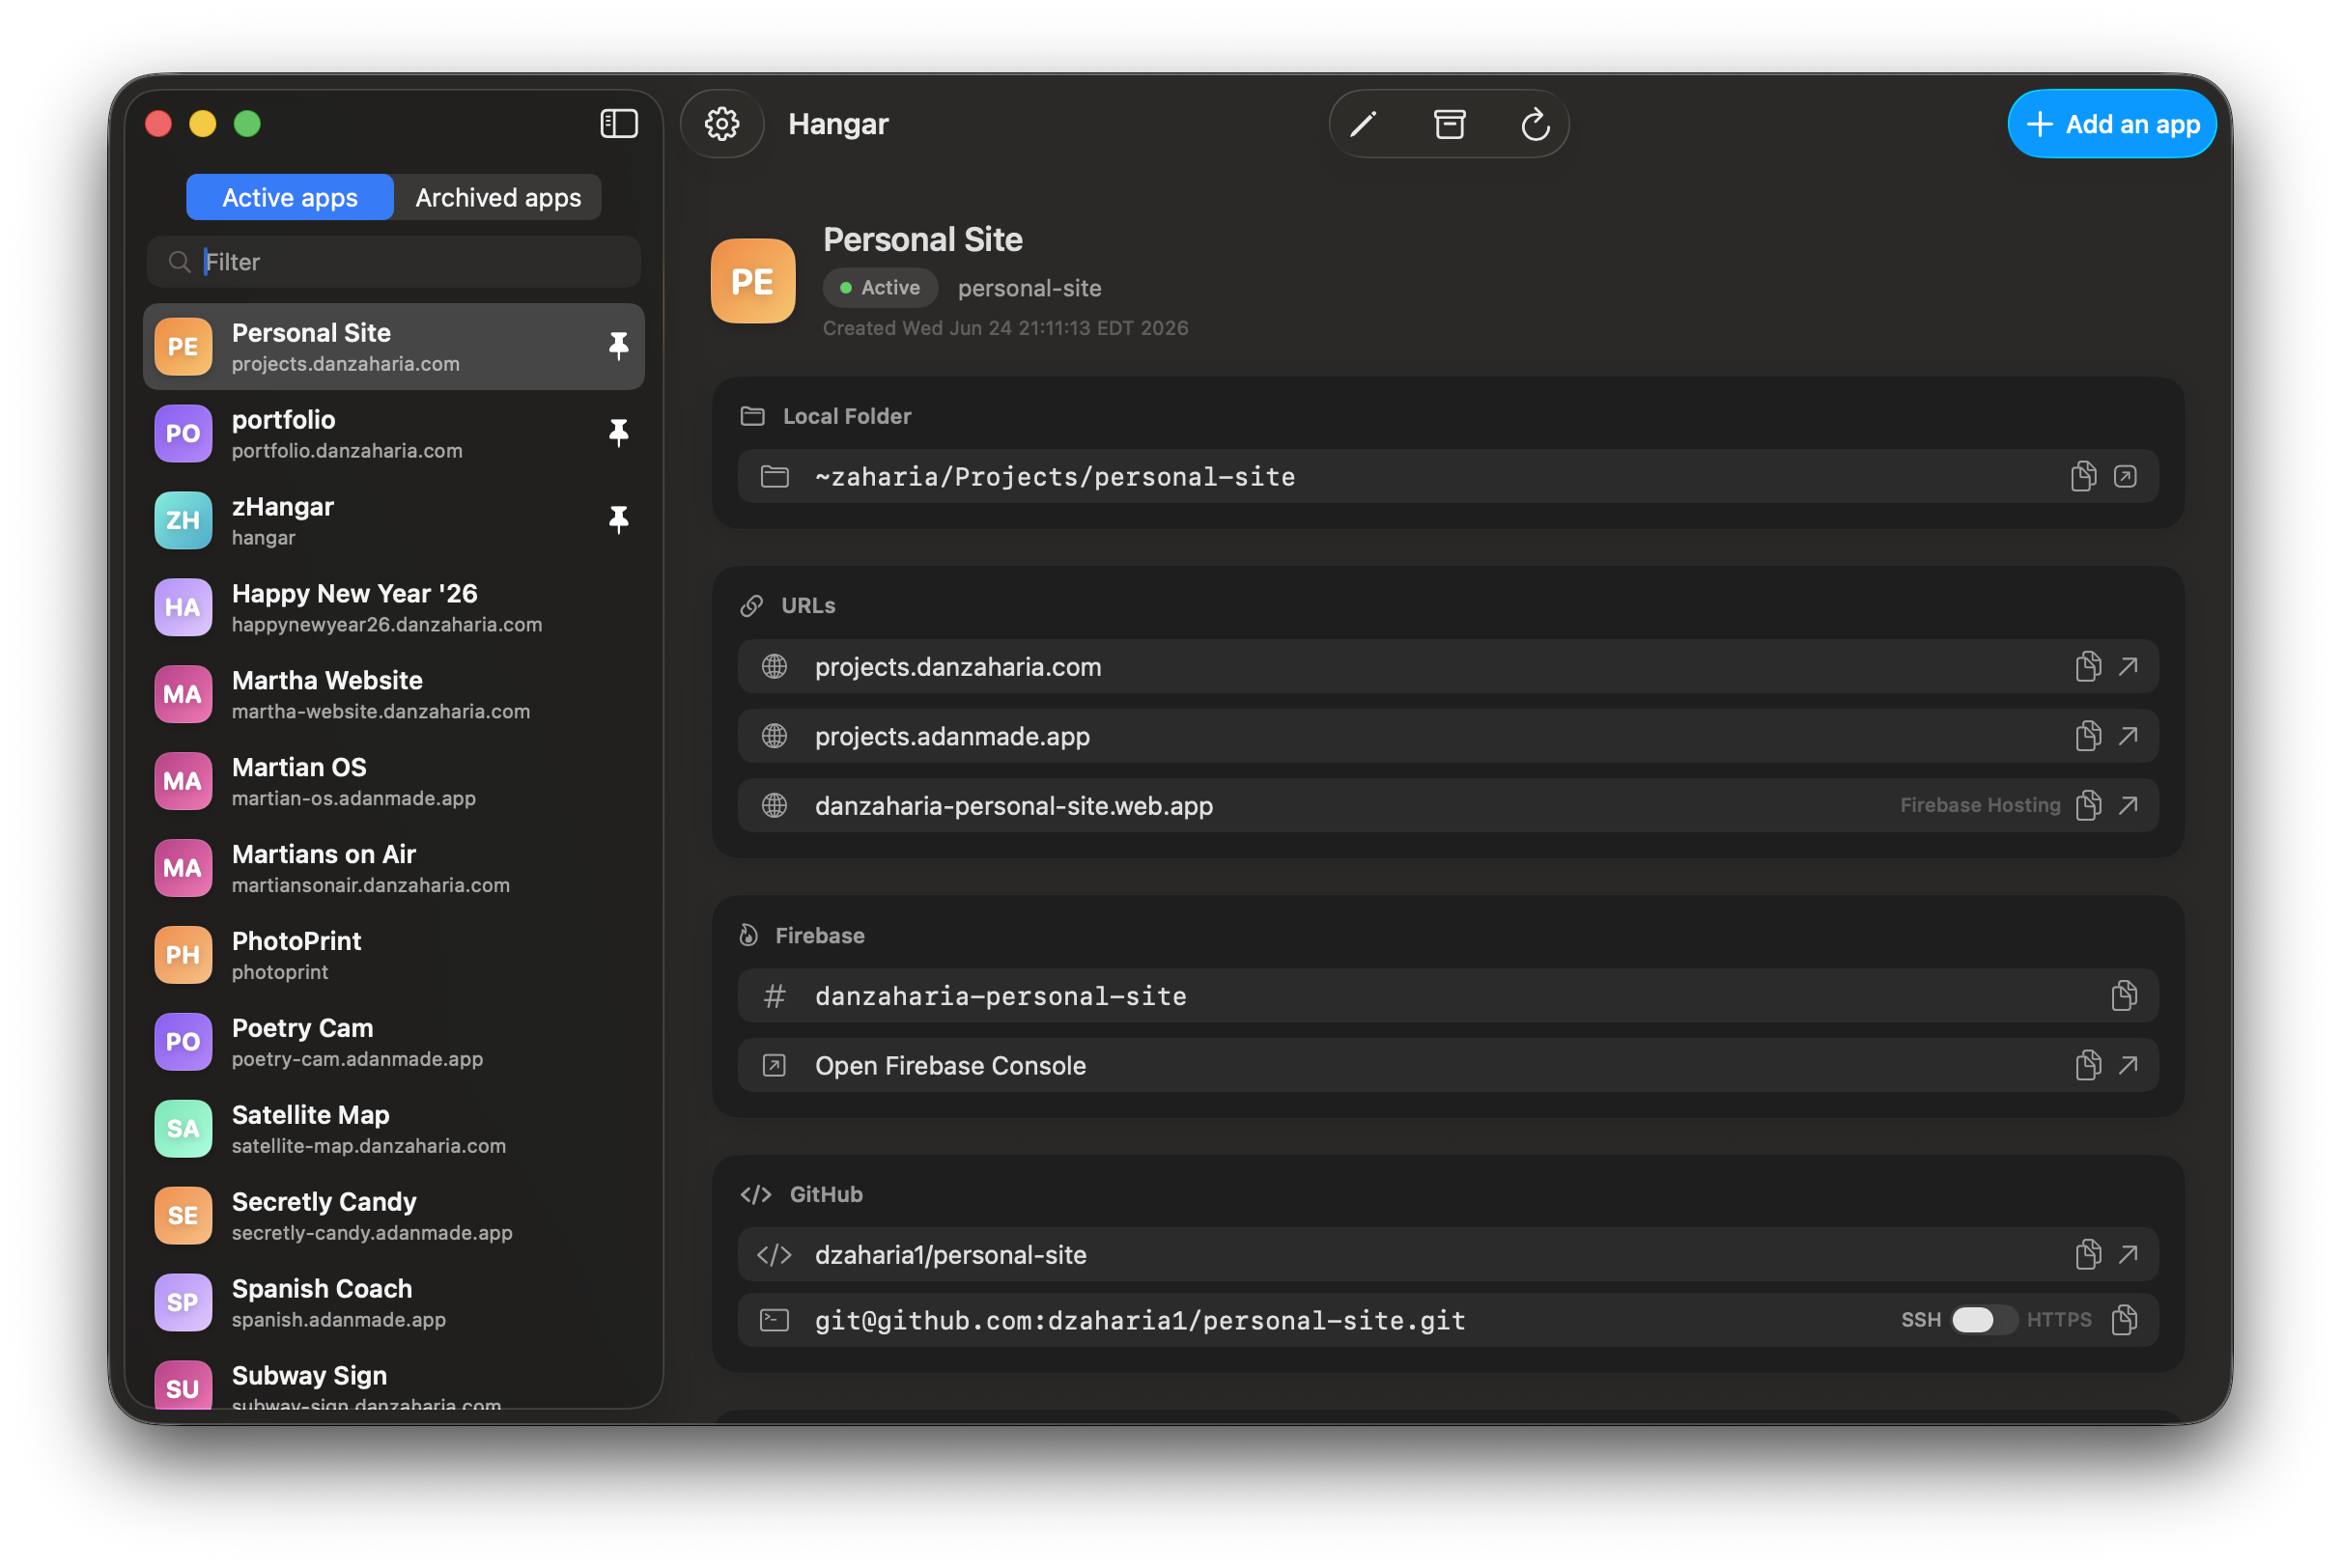 Hangar
Add an app
Active apps
Archived apps
Filter
PE
Personal Site
projects.danzaharia.com
PO
portfolio
portfolio.danzaharia.com
ZH
zHangar
hangar
HA
Happy New Year '26
happynewyear26.danzaharia.com
MA
Martha Website
martha-website.danzaharia.com
MA
Martian OS
martian-os.adanmade.app
MA
Martians on Air
martiansonair.danzaharia.com
PH
PhotoPrint
photoprint
PO
Poetry Cam
poetry-cam.adanmade.app
SA
Satellite Map
satellite-map.danzaharia.com
SE
Secretly Candy
secretly-candy.adanmade.app
SP
Spanish Coach
spanish.adanmade.app
SU
Subway Sign
subway-sign.danzaharia.com
PE
Personal Site
Active
personal-site
Created Wed Jun 24 21:11:13 EDT 2026
Local Folder
~zaharia/Projects/personal-site
URLs
projects.danzaharia.com
projects.adanmade.app
danzaharia-personal-site.web.app
Firebase Hosting
Firebase
# danzaharia-personal-site
Open Firebase Console
</> GitHub
</> dzaharia1/personal-site
git@github.com:dzaharia1/personal-site.git
SSH
HTTPS